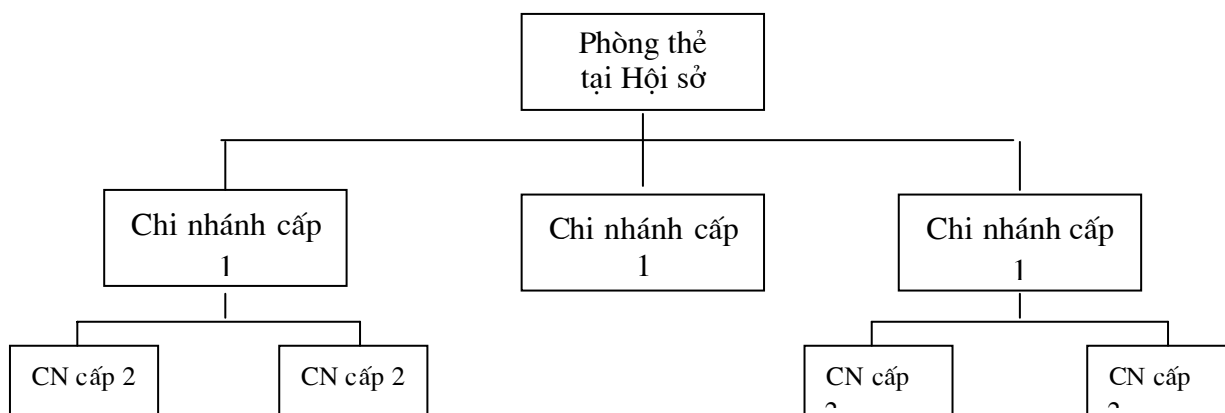 Phòng thẻ
tại Hội sở
Chi nhánh cấp
1
Chi nhánh cấp
1
Chi nhánh cấp
1
CN cấp 2
CN cấp 2
CN cấp
CN cấp